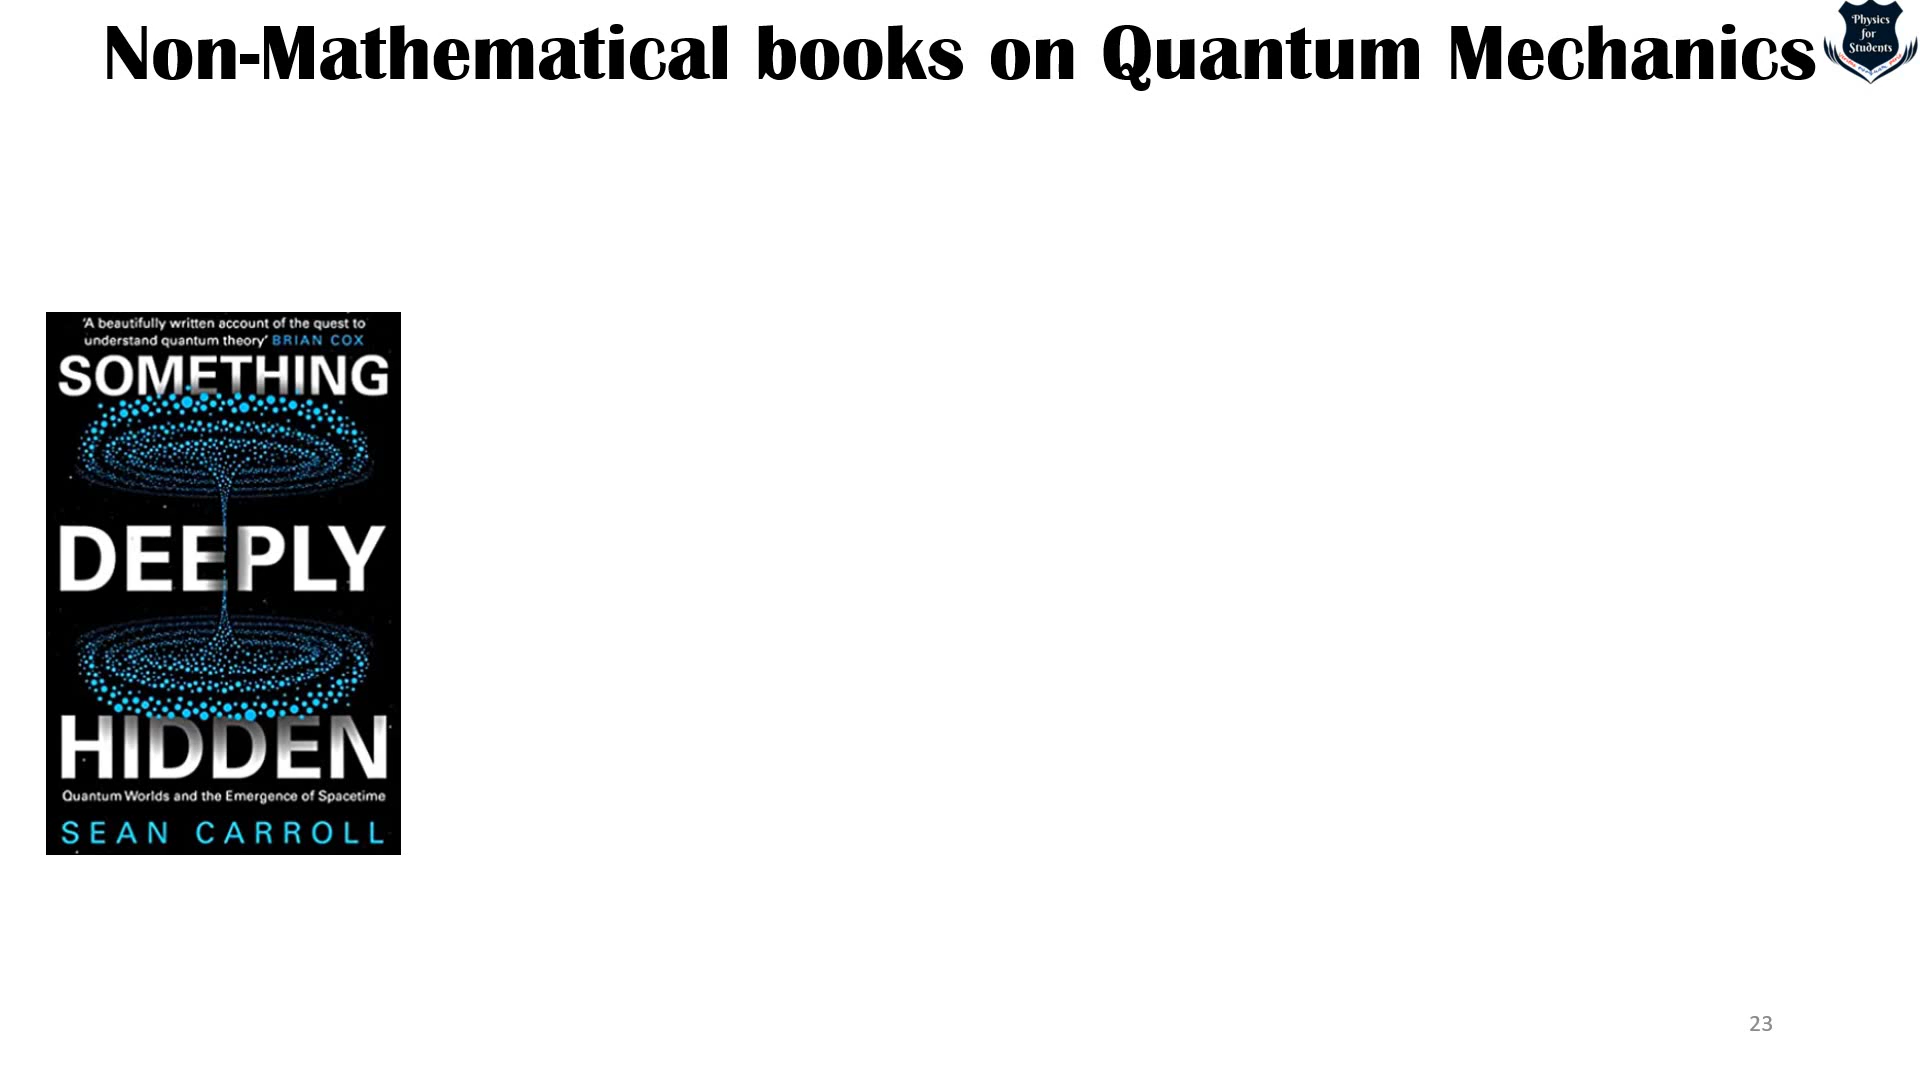 Non-Mathematical books on Quantum Mechanics
Physics
for
Students
'A beautifully written account of the quest to
understand quantum theory' BRIAN COX
SOMETHING
DEEPLY
HIDDEN
Quantum Worlds and the Emergence of Spacetime
SEAN CARROLL
23